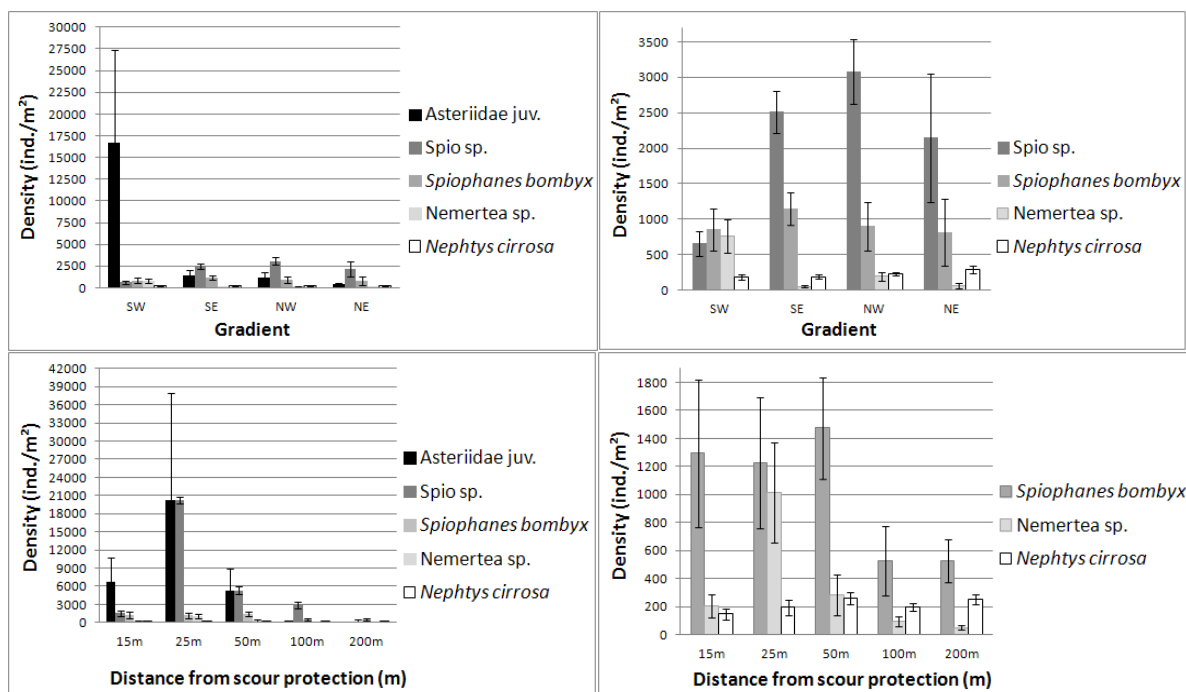 Density (ind./m²)
30000
27500
25000
22500
20000
17500
15000
12500
10000
7500
5000
2500
0
SW SE NW NE
Gradient
Asteriidae juv.
Spio sp.
Spiophanes bombyx
Nemertea sp.
Nephtys cirrosa
Density (ind./m²)
3500
3000
2500
2000
1500
1000
500
0
SW SE NW NE
Gradient
Spio sp.
Spiophanes bombyx
Nemertea sp.
Nephtys cirrosa
Density (ind./m²)
42000
39000
36000
33000
30000
27000
24000
21000
18000
15000
12000
9000
6000
3000
0
15m 25m 50m 100m 200m
Distance from scour protection (m)
Asteriidae juv.
Spio sp.
Spiophanes bombyx
Nemertea sp.
Nephtys cirrosa
Density (ind./m²)
1800
1600
1400
1200
1000
800
600
400
200
0
15m 25m 50m 100m 200m
Distance from scour protection (m)
Spiophanes bombyx
Nemertea sp.
Nephtys cirrosa